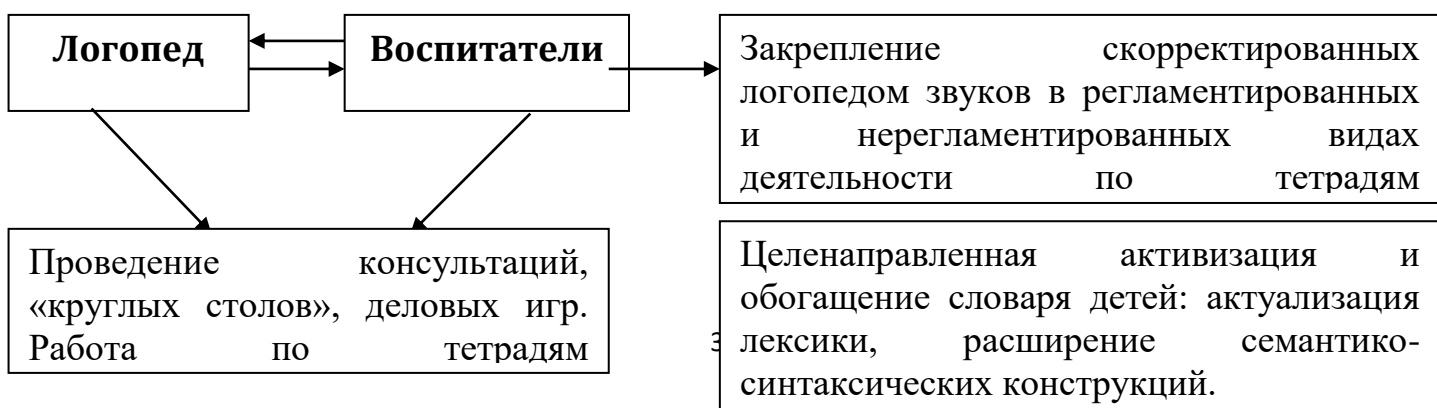 Логопед
Воспитатели
Закрепление скорректированных
логопедом звуков в регламентированных
и нерегламентированных видах
деятельности по тетрадям
Проведение консультаций,
«круглых столов», деловых игр.
Работа по тетрадям
Целенаправленная активизация и
обогащение словаря детей: актуализация
лексики, расширение семантико-
синтаксических конструкций.